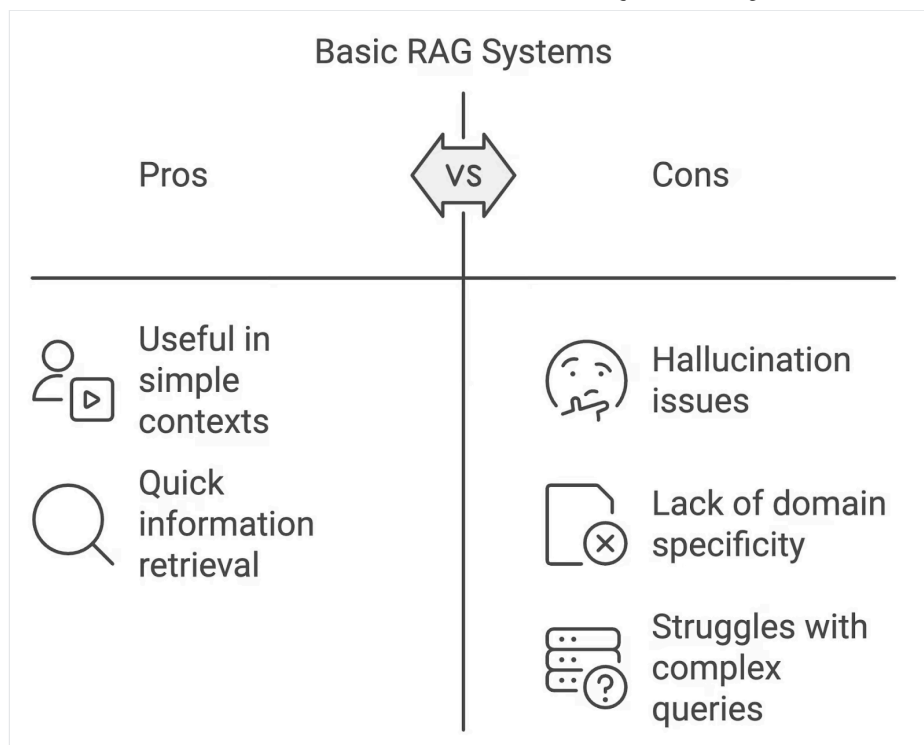 Basic RAG Systems
Pros
VS
Cons
Useful in
simple
contexts
Quick
information
retrieval
Hallucination
issues
Lack of domain
specificity
Struggles with
complex
queries